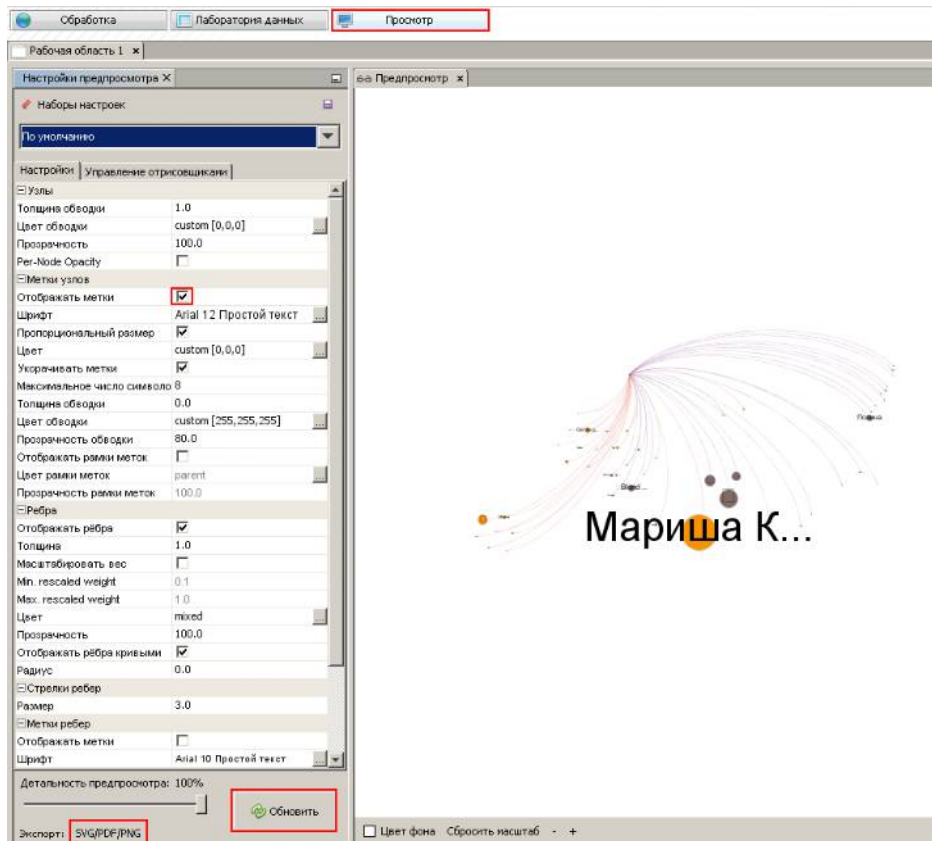 Обработка Лаборатория данных Просмотр
Рабочая область 1 ×
Настройки предпросмотра ×
Наборы настроек
По умолчанию
Настройки Управление отрисовщиками
Узлы
Толщина обводки 1.0
Цвет обводки custom [0,0,0] ...
Прозрачность 100.0
Per-Node Opacity
Метки узлов
Отображать метки
Шрифт Arial 12 Простой текст ...
Пропорциональный размер
Цвет custom [0,0,0] ...
Укорачивать метки
Максимальное число символо 8
Толщина обводки 0.0
Цвет обводки custom [255,255,255] ...
Прозрачность обводки 80.0
Отображать рамки меток
Цвет рамки меток parent ...
Прозрачность рамки меток 100.0
Ребра
Отображать рёбра
Толщина 1.0
Масштабировать вес
Min. rescaled weight 0.1
Max. rescaled weight 1.0
Цвет mixed ...
Прозрачность 100.0
Отображать рёбра кривыми
Радиус 0.0
Стрелки ребер
Размер 3.0
Метки ребер
Отображать метки
Шрифт Arial 10 Простой текст ...
Детальность предпросмотра: 100%
Обновить
Экспорт: SVG/PDF/PNG
Предпросмотр ×
Мариша К...
Цвет фона Сбросить масштаб - +